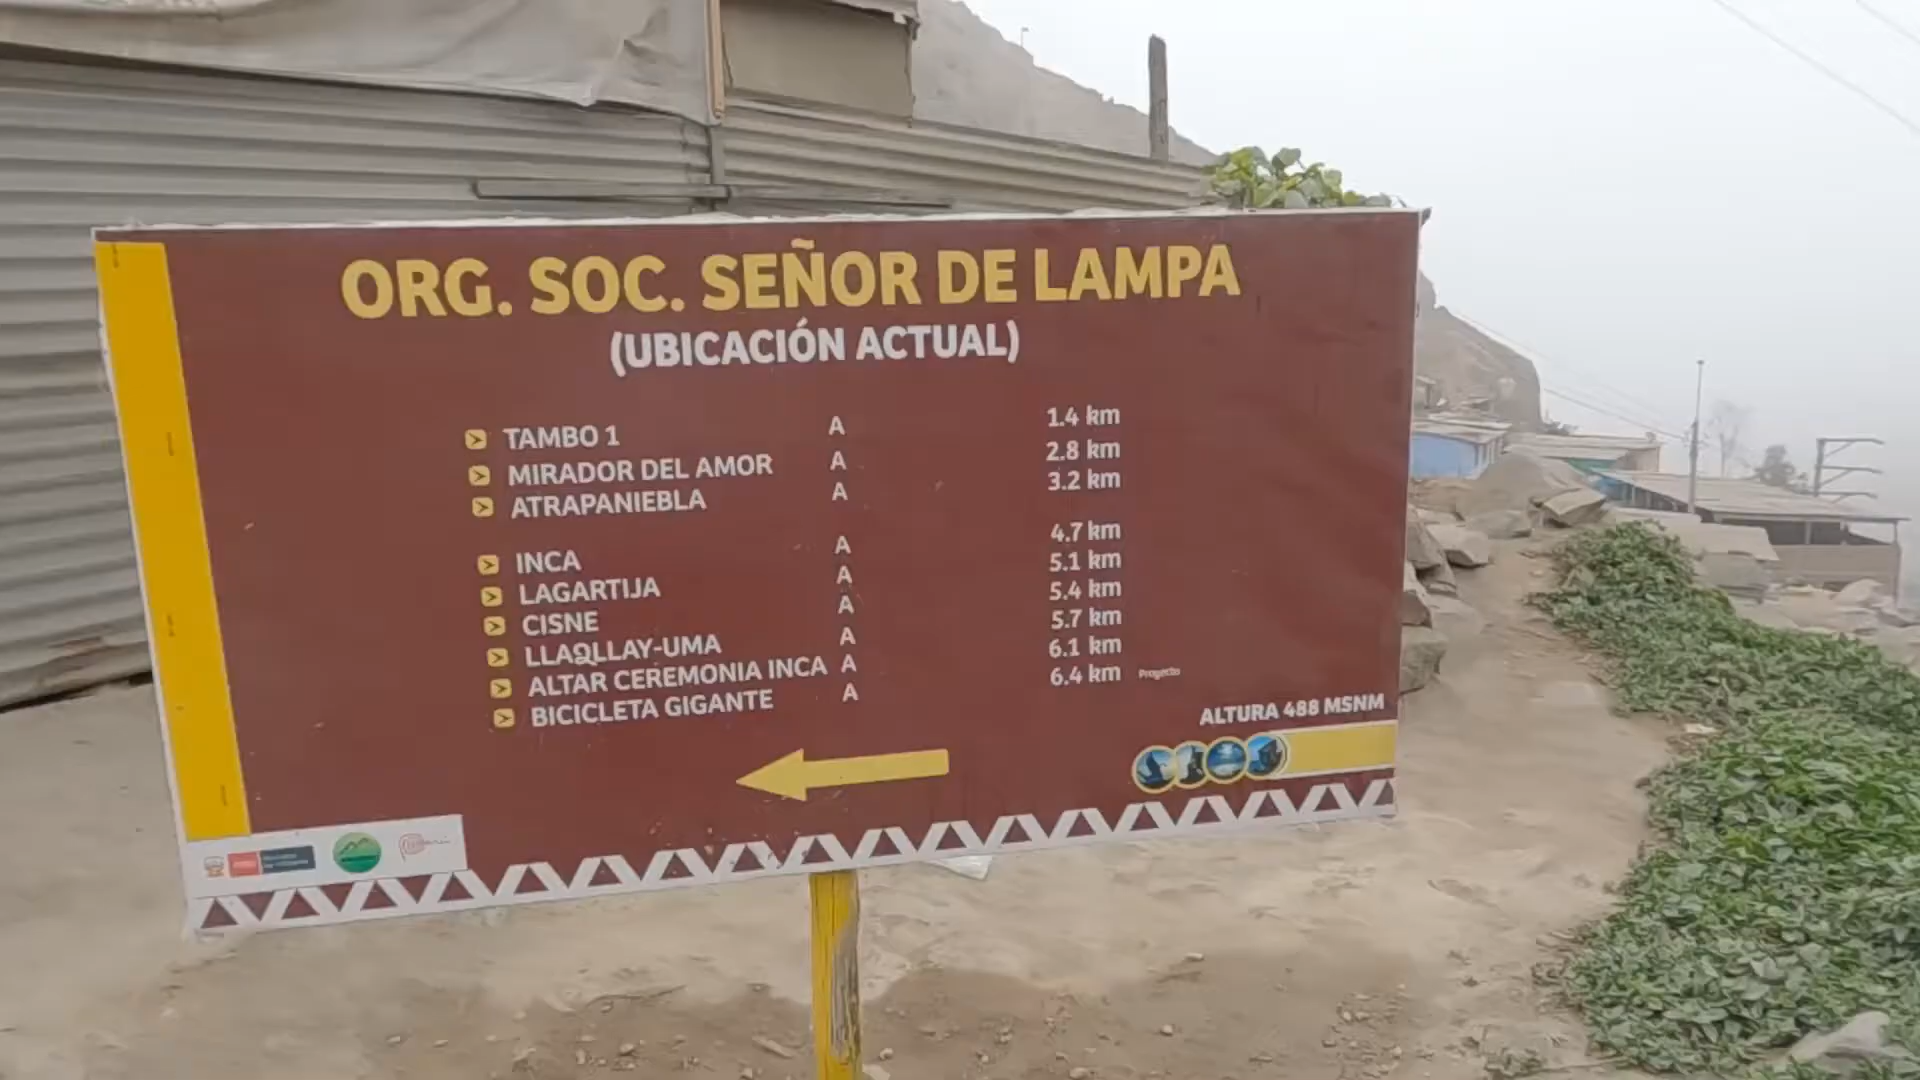 ORG. SOC. SEÑOR DE LAMPA
(UBICACIÓN ACTUAL)
TAMBO 1 A 1.4 km
MIRADOR DEL AMOR A 2.8 km
ATRAPANIEBLA A 3.2 km
INCA A 4.7 km
LAGARTIJA A 5.1 km
CISNE A 5.4 km
LLAQLLAY-UMA A 5.7 km
ALTAR CEREMONIA INCA A 6.1 km
BICICLETA GIGANTE A 6.4 km Proyecto
ALTURA 488 MSNM